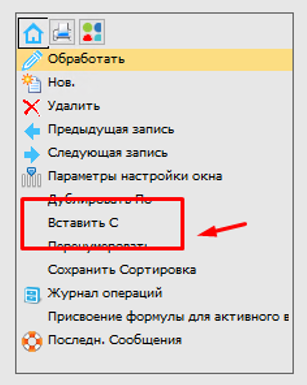 Обработать
Нов.
Удалить
Предыдущая запись
Следующая запись
Параметры настройки окна
Дублировать По
Вставить С
Перенумеровать
Сохранить Сортировка
Журнал операций
Присвоение формулы для активного в
Последн. Сообщения